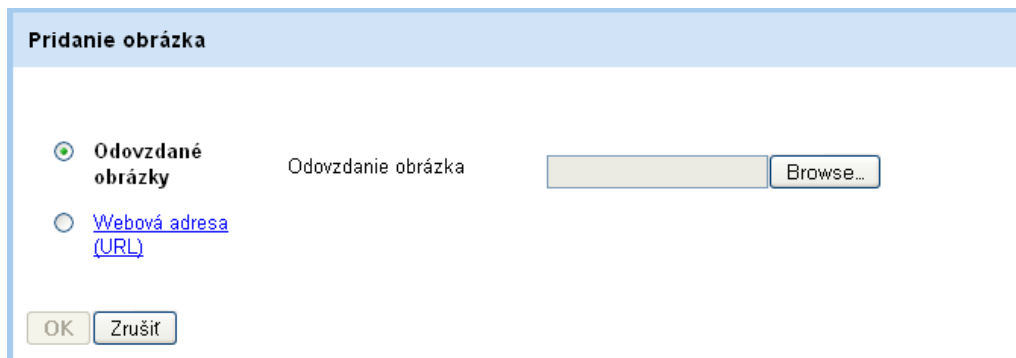 Pridanie obrázka
Odovzdané
obrázky
Odovzdanie obrázka
Browse...
Webová adresa
(URL)
OK
Zrušiť